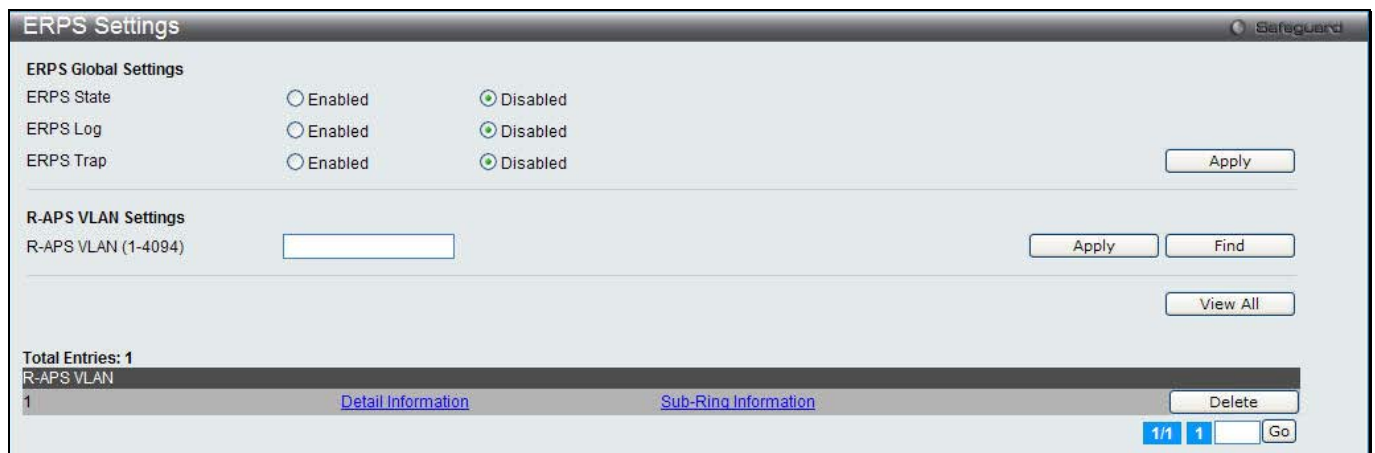 ERPS Settings Safeguard
ERPS Global Settings
ERPS State Enabled Disabled
ERPS Log Enabled Disabled
ERPS Trap Enabled Disabled Apply
R-APS VLAN Settings
R-APS VLAN (1-4094) Apply Find
View All
Total Entries: 1
R-APS VLAN
1 Detail Information Sub-Ring Information Delete
1/1 1 Go